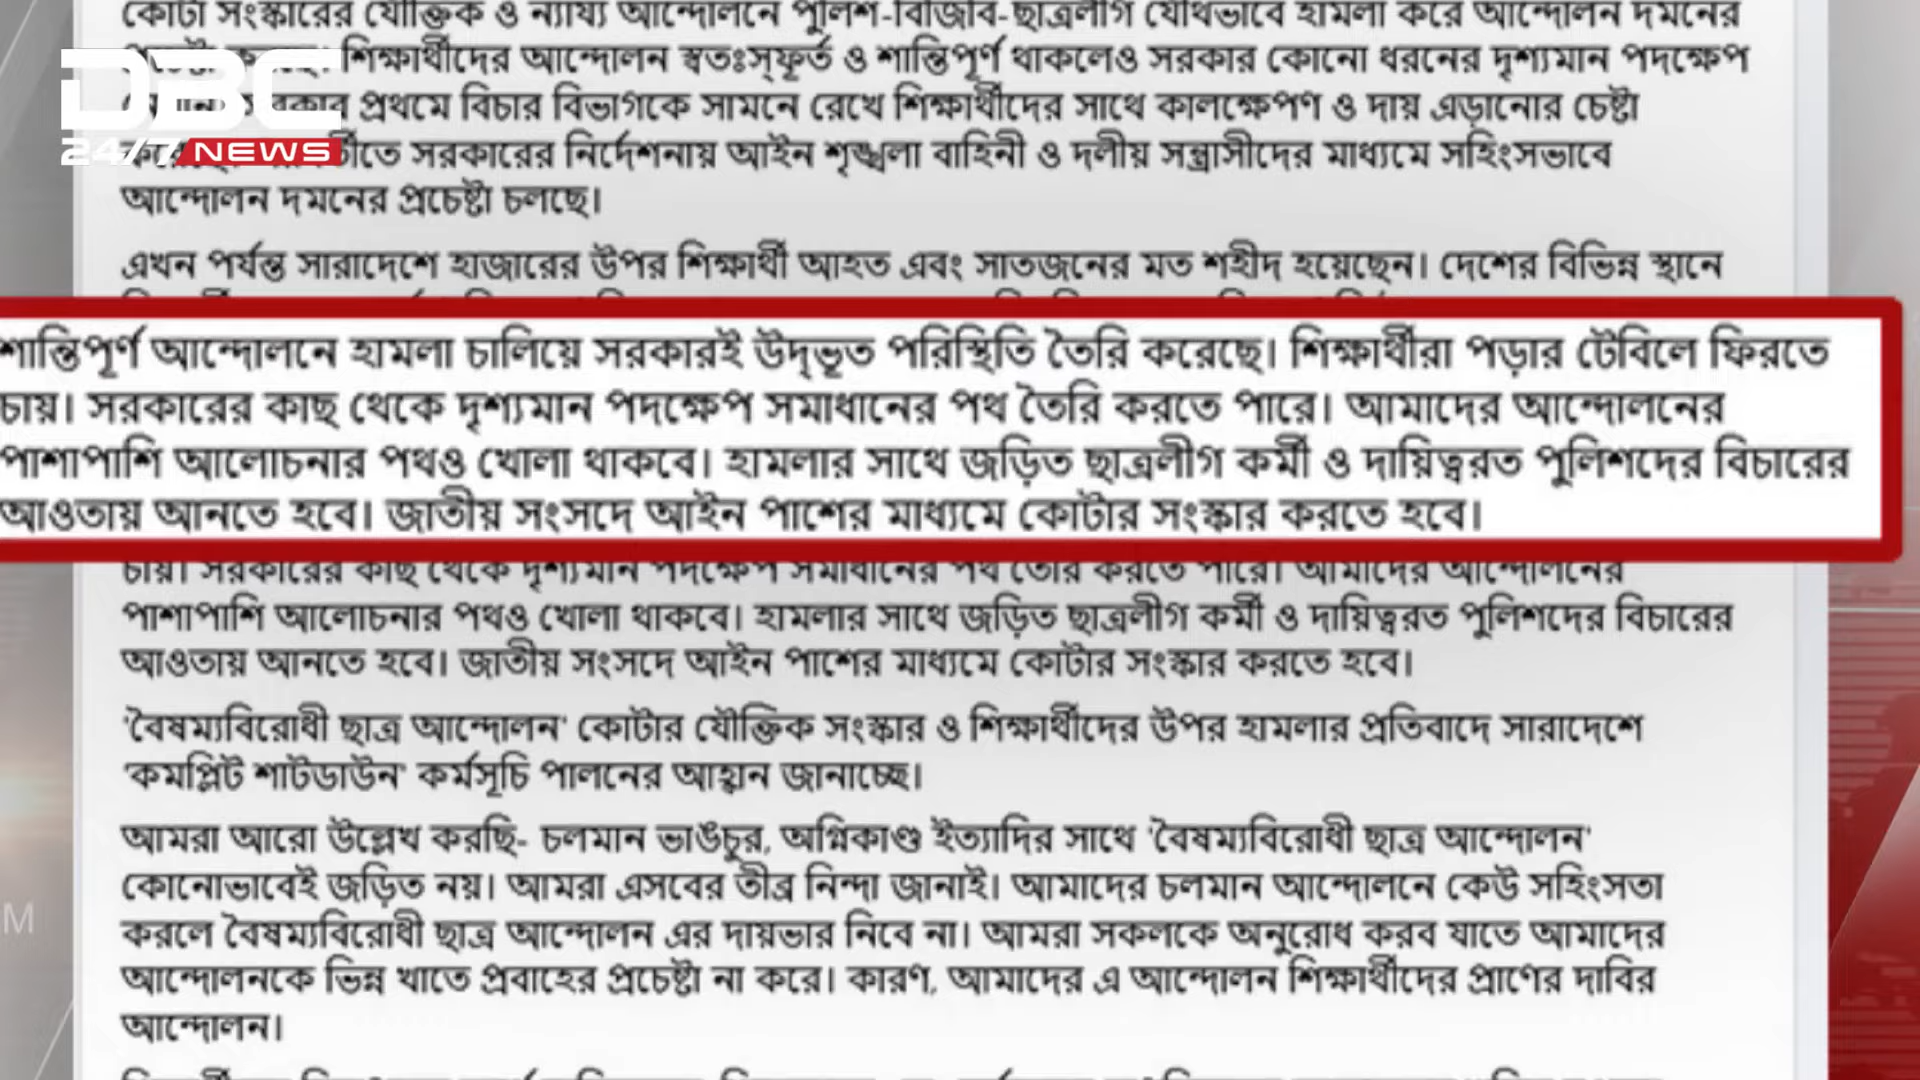 কোটা সংস্কারের যৌক্তিক ও ন্যায্য আন্দোলনে পুলিশ-বিজিবি-ছাত্রলীগ যৌথভাবে হামলা করে আন্দোলন দমনের
DBC
শিক্ষার্থীদের আন্দোলন স্বতঃস্ফূর্ত ও শান্তিপূর্ণ থাকলেও সরকার কোনো ধরনের দৃশ্যমান পদক্ষেপ
প্রথমে বিচার বিভাগকে সামনে রেখে শিক্ষার্থীদের সাথে কালক্ষেপণ ও দায় এড়ানোর চেষ্টা
24/7 NEWS
সরকারের নির্দেশনায় আইন শৃঙ্খলা বাহিনী ও দলীয় সন্ত্রাসীদের মাধ্যমে সহিংসভাবে
আন্দোলন দমনের প্রচেষ্টা চলছে।
এখন পর্যন্ত সারাদেশে হাজারের উপর শিক্ষার্থী আহত এবং সাতজনের মত শহীদ হয়েছেন। দেশের বিভিন্ন স্থানে
শান্তিপূর্ণ আন্দোলনে হামলা চালিয়ে সরকারই উদ্ভূত পরিস্থিতি তৈরি করেছে। শিক্ষার্থীরা পড়ার টেবিলে ফিরতে
চায়। সরকারের কাছ থেকে দৃশ্যমান পদক্ষেপ সমাধানের পথ তৈরি করতে পারে। আমাদের আন্দোলনের
পাশাপাশি আলোচনার পথও খোলা থাকবে। হামলার সাথে জড়িত ছাত্রলীগ কর্মী ও দায়িত্বরত পুলিশদের বিচারের
আওতায় আনতে হবে। জাতীয় সংসদে আইন পাশের মাধ্যমে কোটার সংস্কার করতে হবে।
চায়। সরকারের কাছ থেকে দৃশ্যমান পদক্ষেপ সমাধানের পথ তৈরি করতে পারে। আমাদের আন্দোলনের
পাশাপাশি আলোচনার পথও খোলা থাকবে। হামলার সাথে জড়িত ছাত্রলীগ কর্মী ও দায়িত্বরত পুলিশদের বিচারের
আওতায় আনতে হবে। জাতীয় সংসদে আইন পাশের মাধ্যমে কোটার সংস্কার করতে হবে।
'বৈষম্যবিরোধী ছাত্র আন্দোলন' কোটার যৌক্তিক সংস্কার ও শিক্ষার্থীদের উপর হামলার প্রতিবাদে সারাদেশে
'কমপ্লিট শাটডাউন' কর্মসূচি পালনের আহ্বান জানাচ্ছে।
আমরা আরো উল্লেখ করছি- চলমান ভাঙচুর, অগ্নিকাণ্ড ইত্যাদির সাথে 'বৈষম্যবিরোধী ছাত্র আন্দোলন'
কোনোভাবেই জড়িত নয়। আমরা এসবের তীব্র নিন্দা জানাই। আমাদের চলমান আন্দোলনে কেউ সহিংসতা
করলে বৈষম্যবিরোধী ছাত্র আন্দোলন এর দায়ভার নিবে না। আমরা সকলকে অনুরোধ করব যাতে আমাদের
আন্দোলনকে ভিন্ন খাতে প্রবাহের প্রচেষ্টা না করে। কারণ, আমাদের এ আন্দোলন শিক্ষার্থীদের প্রাণের দাবির
আন্দোলন।